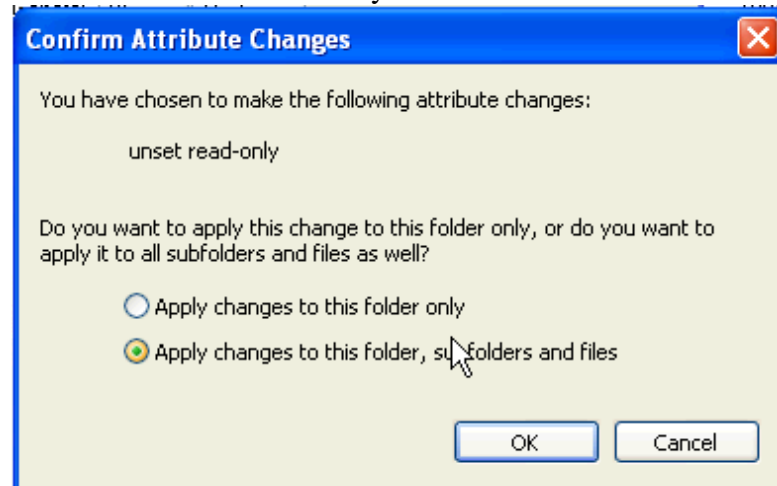 Confirm Attribute Changes
You have chosen to make the following attribute changes:
unset read-only
Do you want to apply this change to this folder only, or do you want to
apply it to all subfolders and files as well?
Apply changes to this folder only
Apply changes to this folder, subfolders and files
OK
Cancel